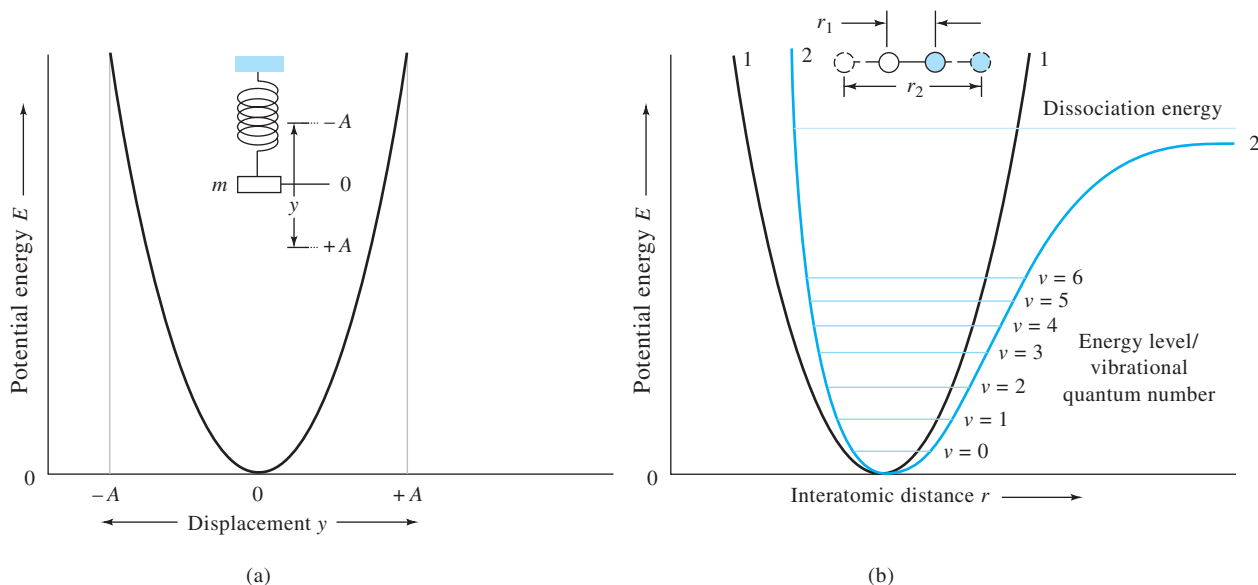 Potential energy E
0
m
–A
0
y
+A
–A
0
+A
Displacement y
(a)
Potential energy E
0
1
2
r1
r2
1
Dissociation energy
2
v = 6
v = 5
v = 4
v = 3
v = 2
v = 1
v = 0
Energy level/
vibrational
quantum number
Interatomic distance r
(b)